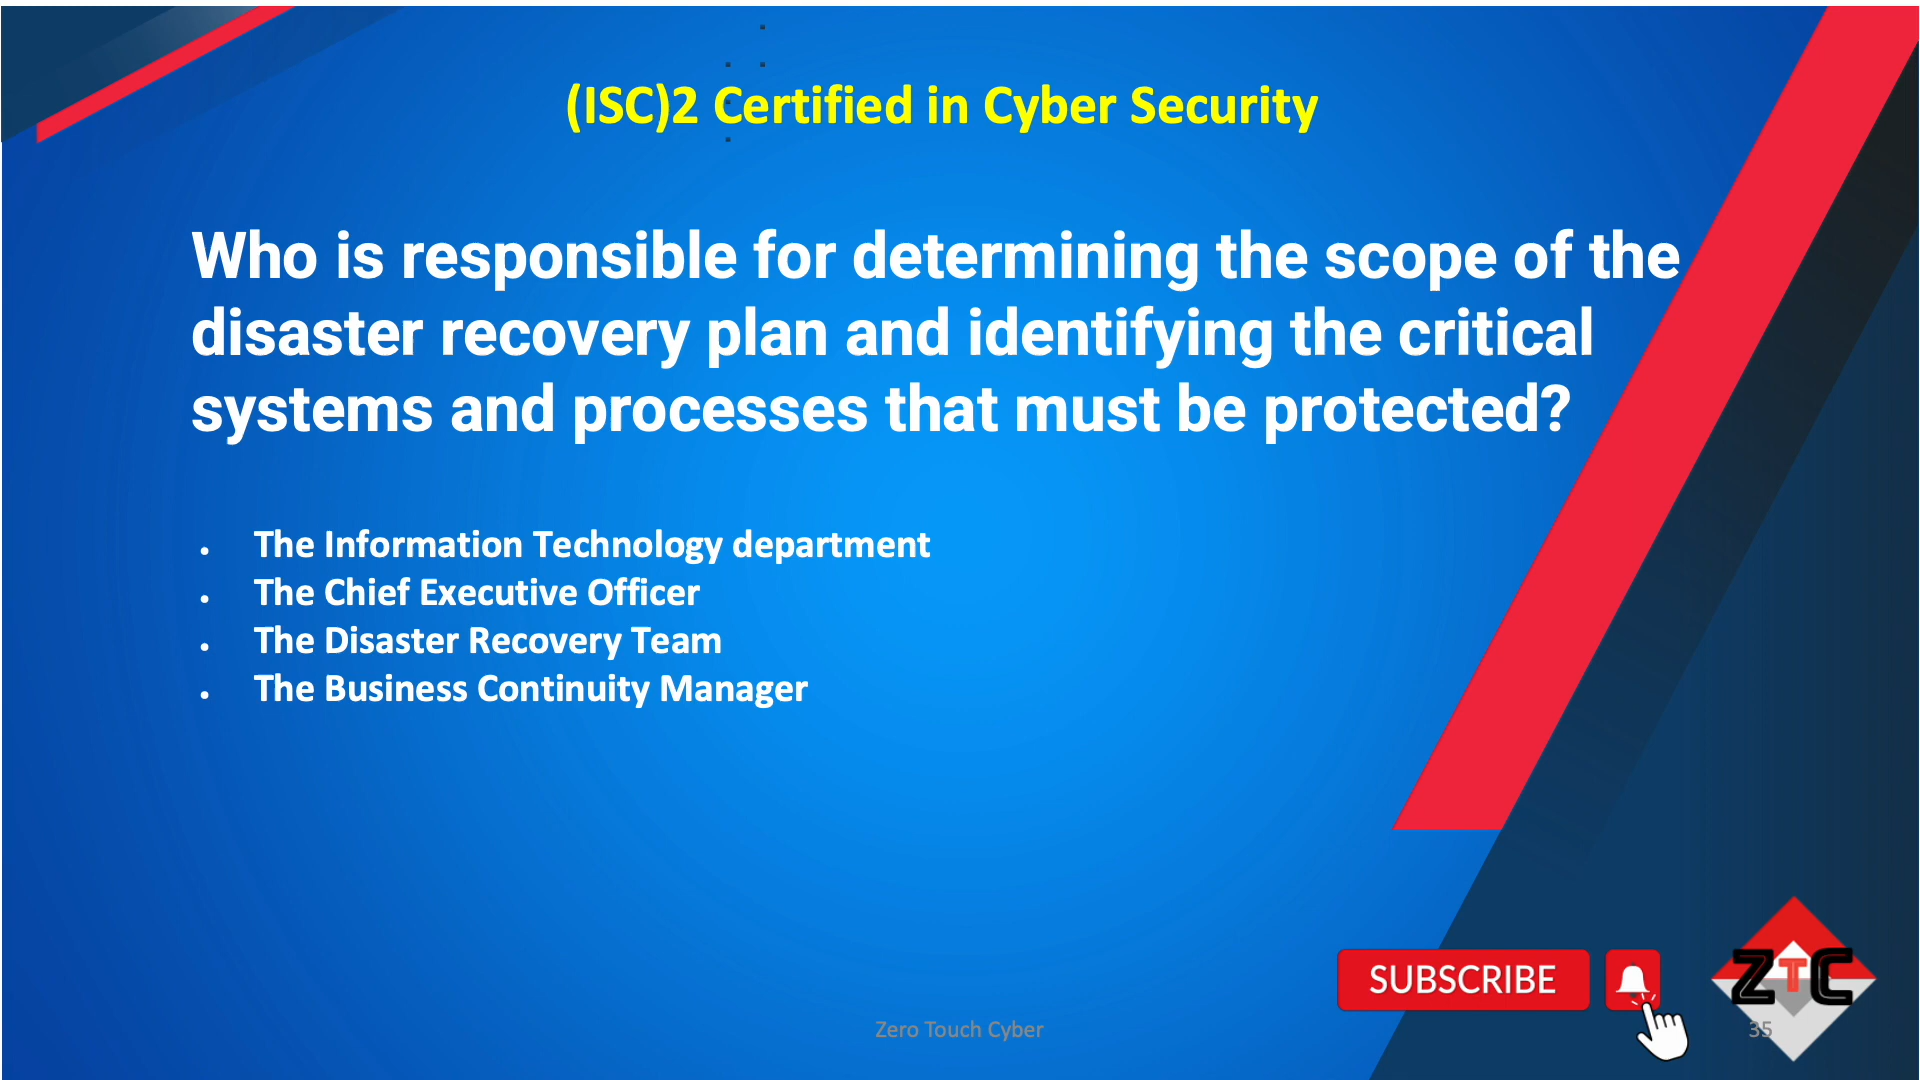 (ISC)2 Certified in Cyber Security
Who is responsible for determining the scope of the
disaster recovery plan and identifying the critical
systems and processes that must be protected?
• The Information Technology department
• The Chief Executive Officer
• The Disaster Recovery Team
• The Business Continuity Manager
SUBSCRIBE
ZTC
Zero Touch Cyber
35